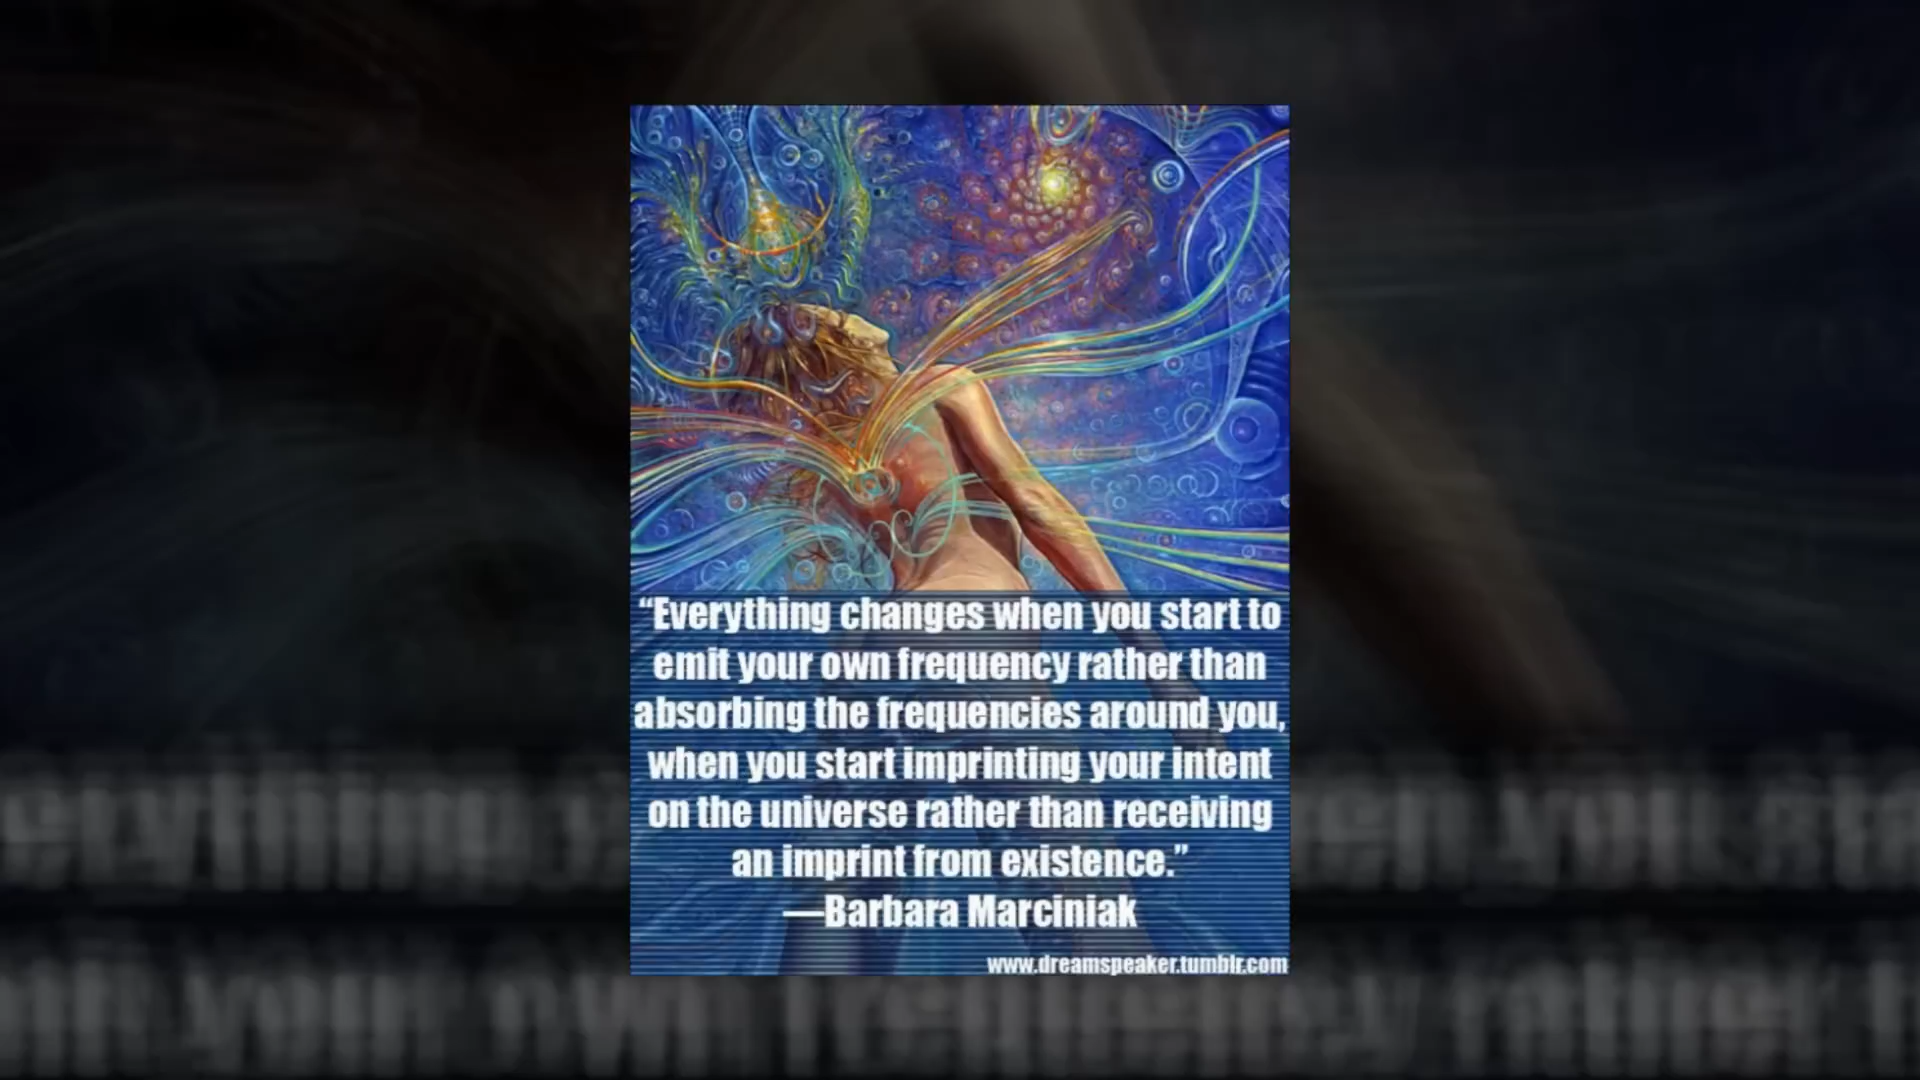 “Everything changes when you start to
emit your own frequency rather than
absorbing the frequencies around you,
when you start imprinting your intent
on the universe rather than receiving
an imprint from existence.”
—Barbara Marciniak
www.dreamspeaker.tumblr.com